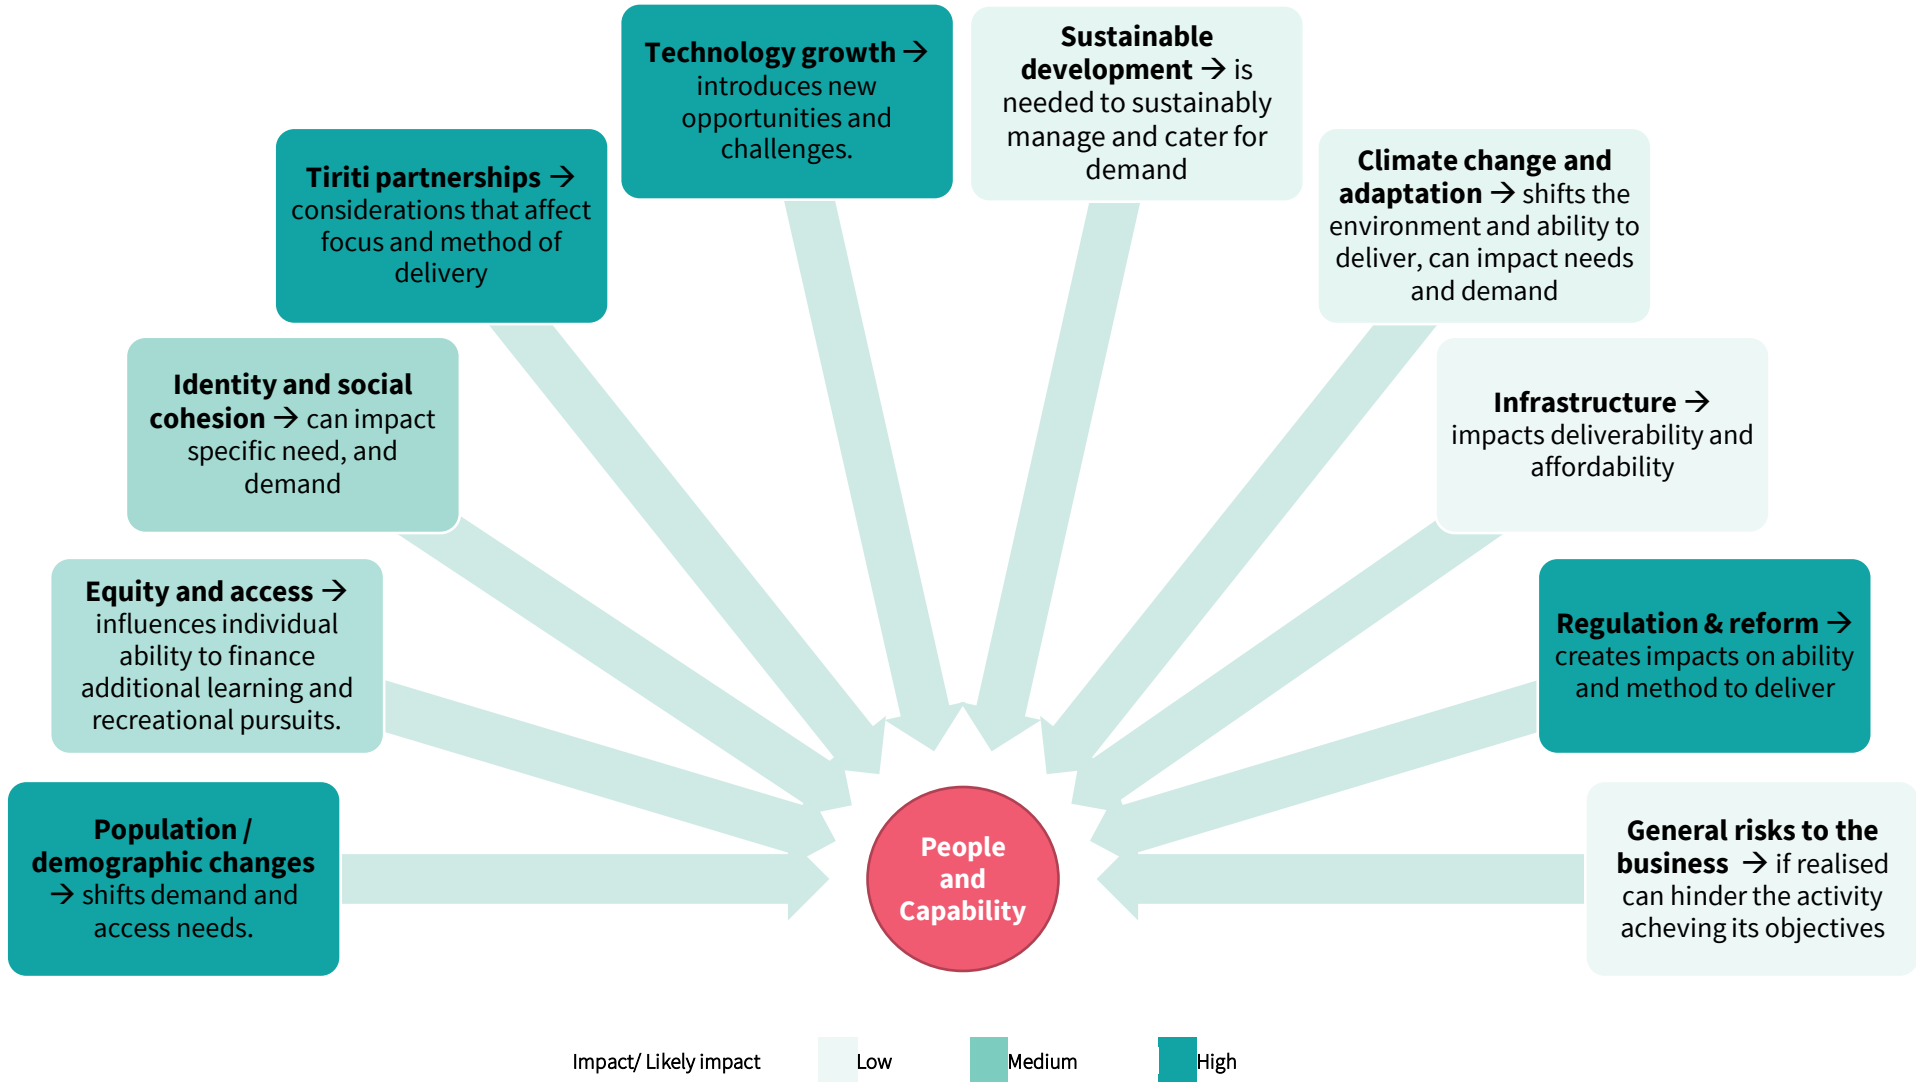 Technology growth →
introduces new
opportunities and
challenges.
Sustainable
development → is
needed to sustainably
manage and cater for
demand
Tiriti partnerships →
considerations that affect
focus and method of
delivery
Climate change and
adaptation → shifts the
environment and ability to
deliver, can impact needs
and demand
Identity and social
cohesion → can impact
specific need, and
demand
Infrastructure →
impacts deliverability and
affordability
Equity and access →
influences individual
ability to finance
additional learning and
recreational pursuits.
Regulation & reform →
creates impacts on ability
and method to deliver
Population /
demographic changes
→ shifts demand and
access needs.
People
and
Capability
General risks to the
business → if realised
can hinder the activity
acheving its objectives
Impact/ Likely impact
Low
Medium
High